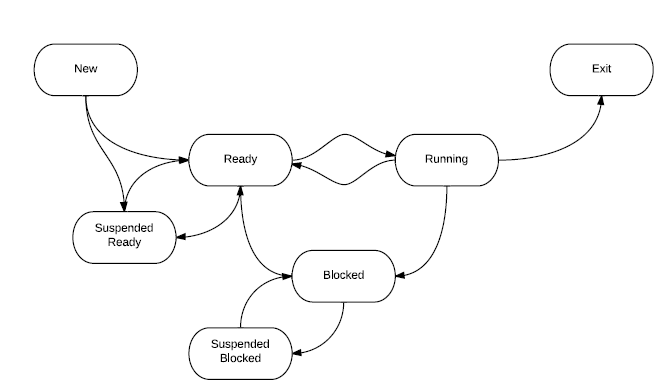 New
Exit
Ready
Running
Suspended
Ready
Blocked
Suspended
Blocked